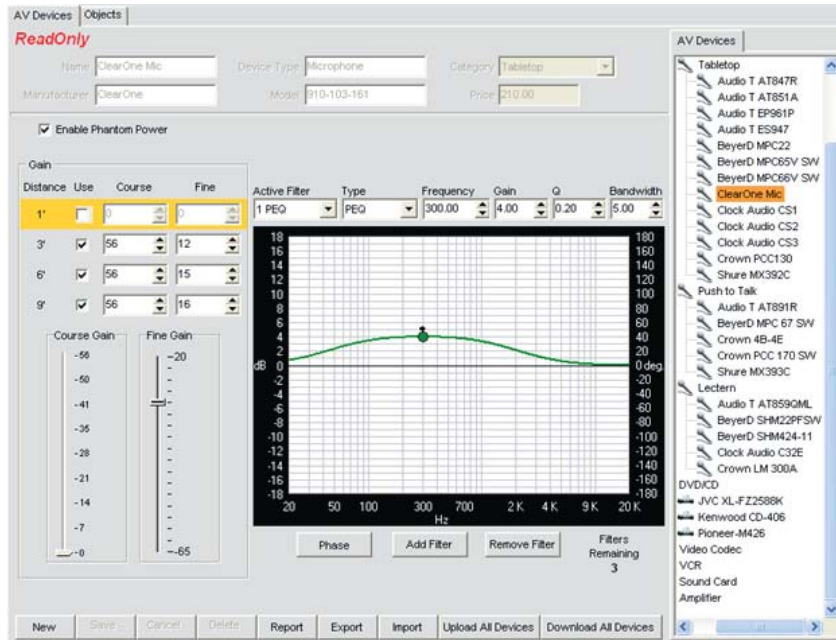 AV Devices Objects
ReadOnly
Name ClearOne Mic Device Type Microphone Category Tabletop
Manufacturer ClearOne Model 910-103-161 Price 210.00
Enable Phantom Power
Gain
Distance Use Course Fine
1' 0 0
3' 56 12
6' 56 15
9' 56 16
Course Gain Fine Gain
-56
-50
-41
-35
-28
-21
-14
-7
-0
-20
-65
Active Filter Type Frequency Gain Q Bandwidth
1 PEQ PEQ 300.00 4.00 0.20 5.00
18 180
16 160
14 140
12 120
10 100
8 80
6 60
4 40
2 20
dB 0 0 deg.
-2 -20
-4 -40
-6 -60
-8 -80
-10 -100
-12 -120
-14 -140
-16 -160
-18 -180
20 50 100 300 700 2 K 4 K 9 K 20 K
Hz
Phase Add Filter Remove Filter Filters
Remaining
3
New Save Cancel Delete Report Export Import Upload All Devices Download All Devices
AV Devices
Tabletop
Audio T AT847R
Audio T AT851A
Audio T EP961P
Audio T ES947
BeyerD MPC22
BeyerD MPC65V SW
BeyerD MPC66V SW
ClearOne Mic
Clock Audio CS1
Clock Audio CS2
Clock Audio CS3
Crown PCC130
Shure MX392C
Push to Talk
Audio T AT891R
BeyerD MPC 67 SW
Crown 4B-4E
Crown PCC 170 SW
Shure MX393C
Lectern
Audio T AT859QML
BeyerD SHM22PFSW
BeyerD SHM424-11
Clock Audio C32E
Crown LM 300A
DVD/CD
JVC XL-FZ258BK
Kenwood CD-406
Pioneer-M426
Video Codec
VCR
Sound Card
Amplifier